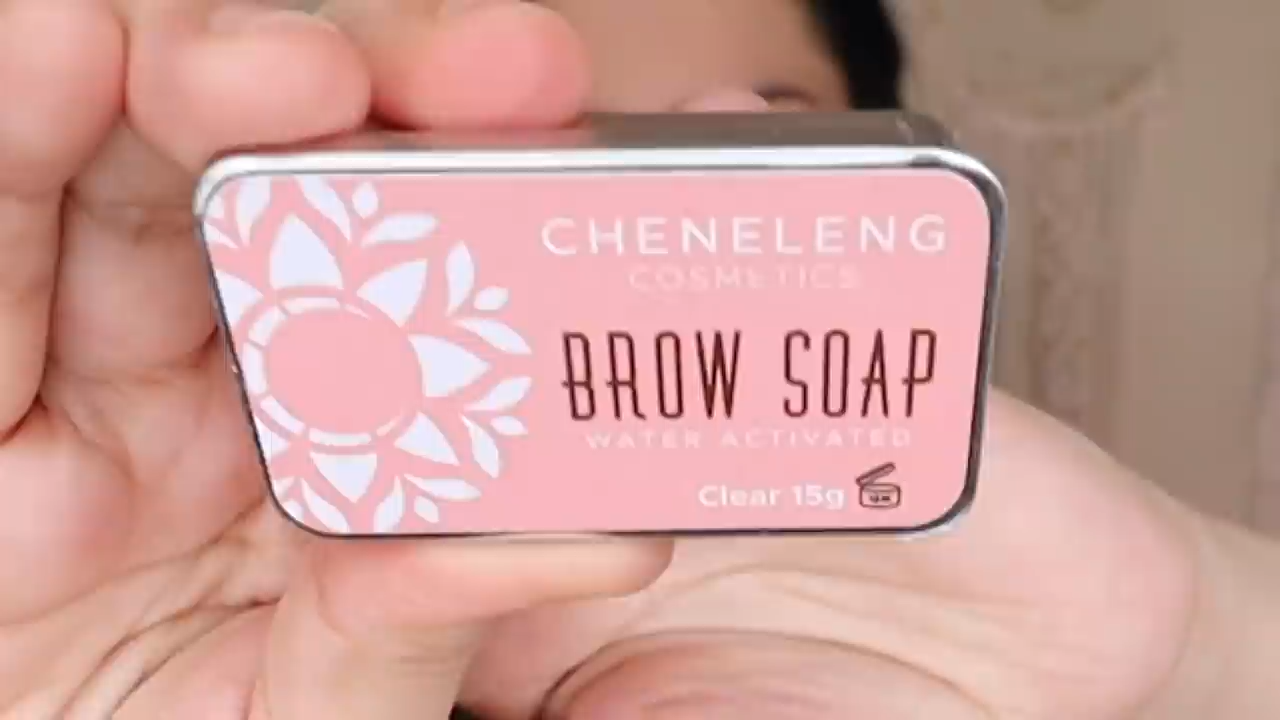 CHENELENG
COSMETICS
BROW SOAP
WATER ACTIVATED
Clear 15g